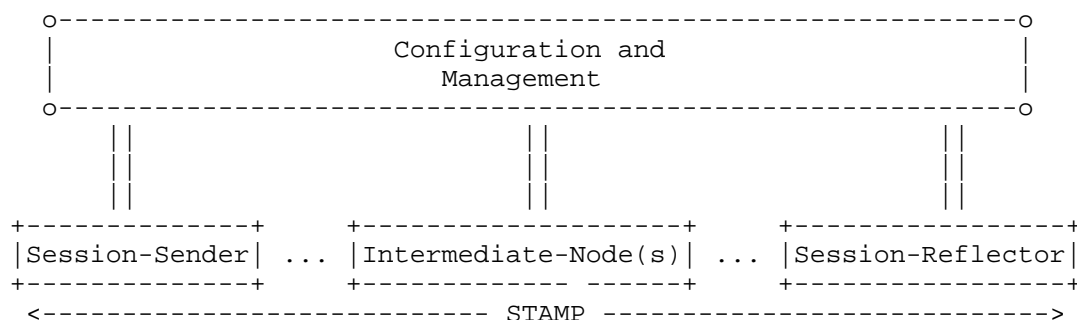 Configuration and
Management
|Session-Sender| ... |Intermediate-Node(s)| ... |Session-Reflector|
<---------------------------- STAMP ---------------------------->